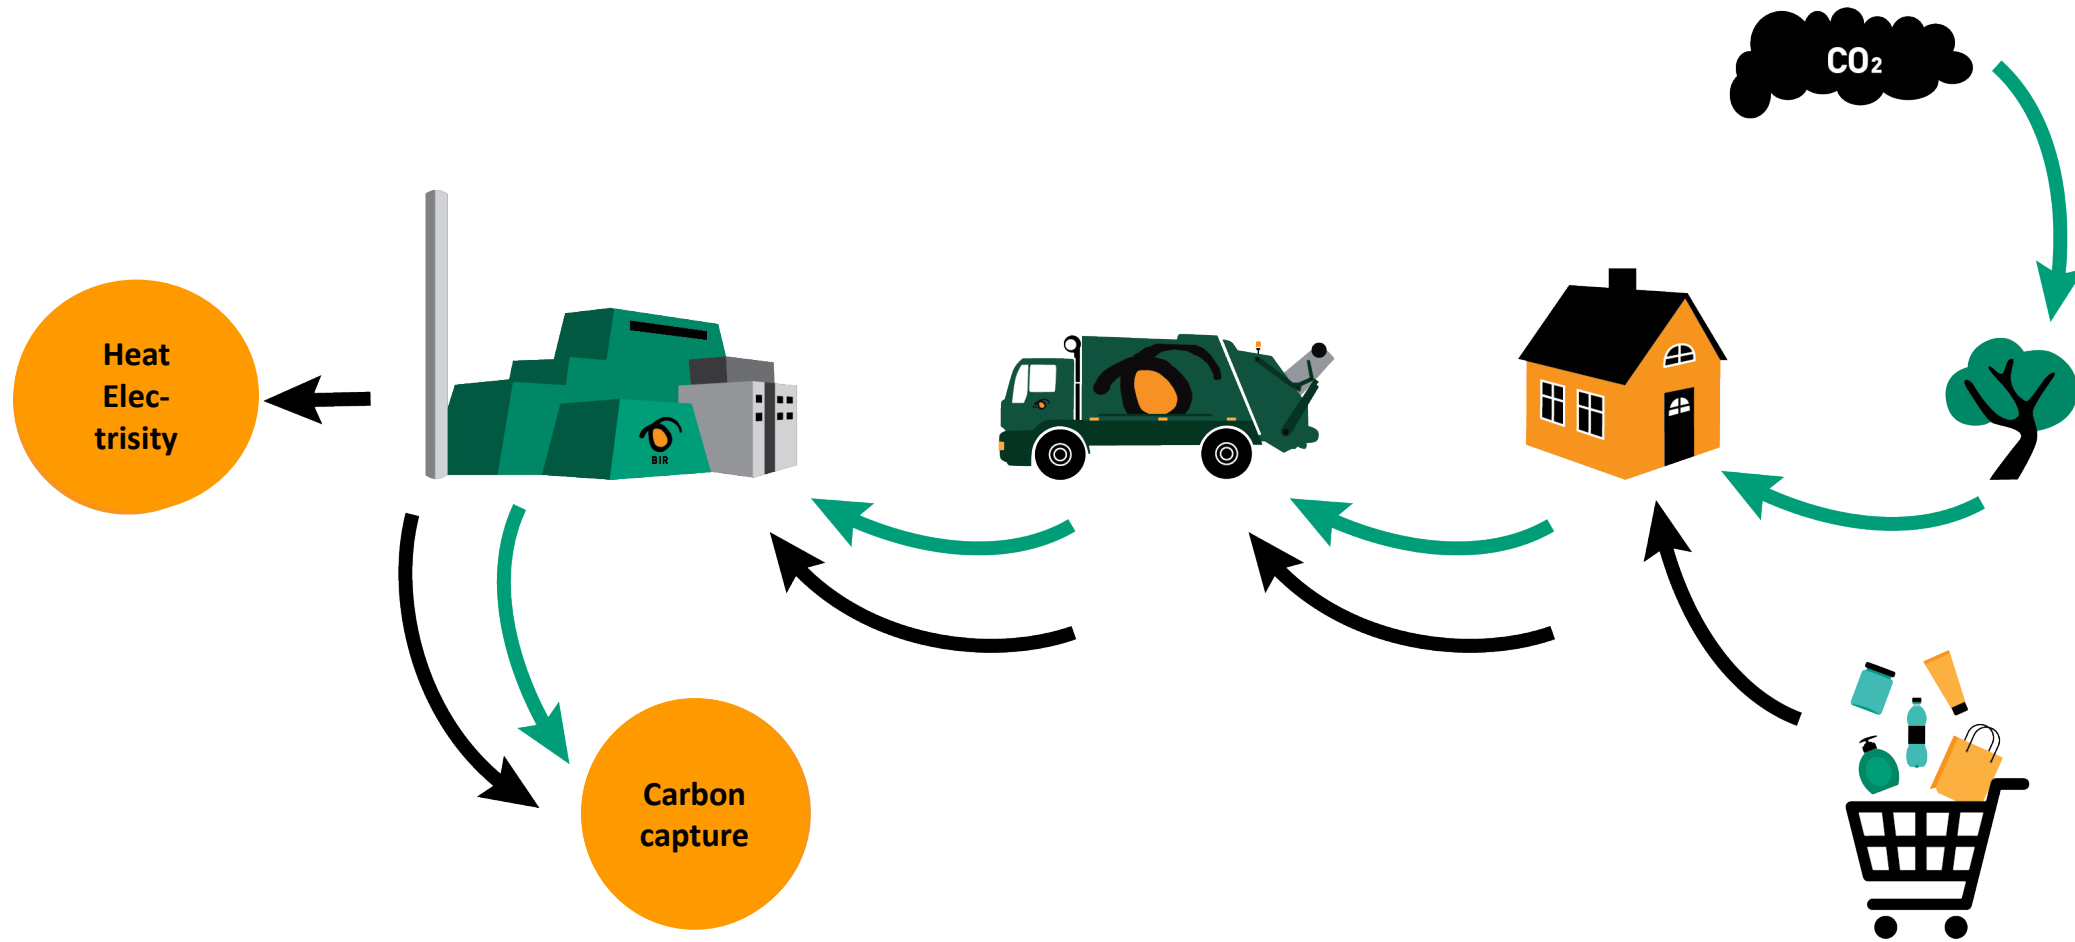 CO₂
Heat
Elec-
trisity
BIR
Carbon
capture